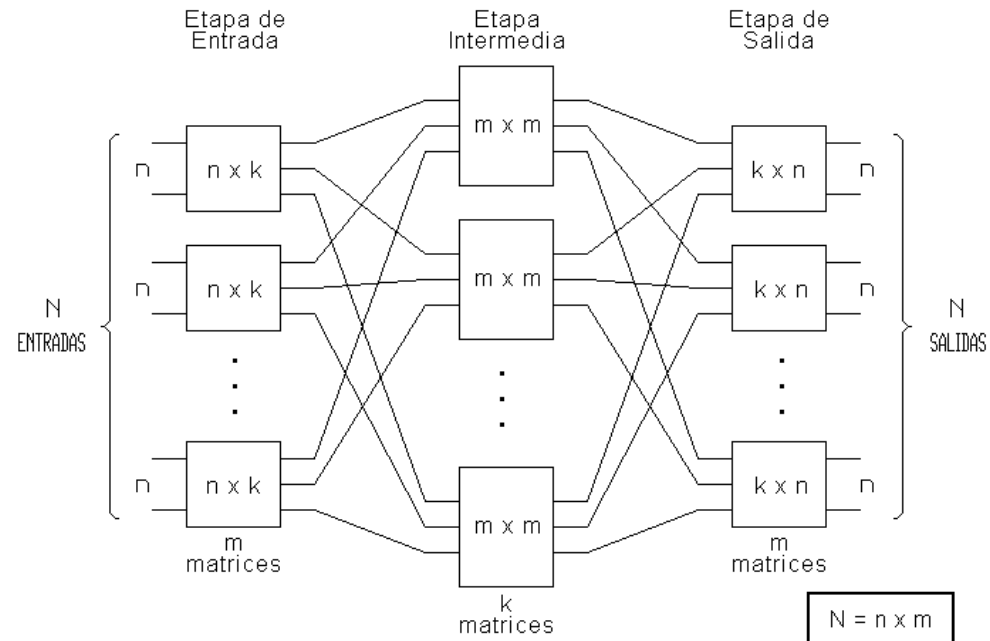 Etapa de
Entrada
Etapa
Intermedia
Etapa de
Salida
m x m
n
n x k
k x n
n
n
n x k
m x m
k x n
n
N
ENTRADAS
N
SALIDAS
n
n x k
m x m
k x n
n
m
matrices
k
matrices
m
matrices
N = n x m